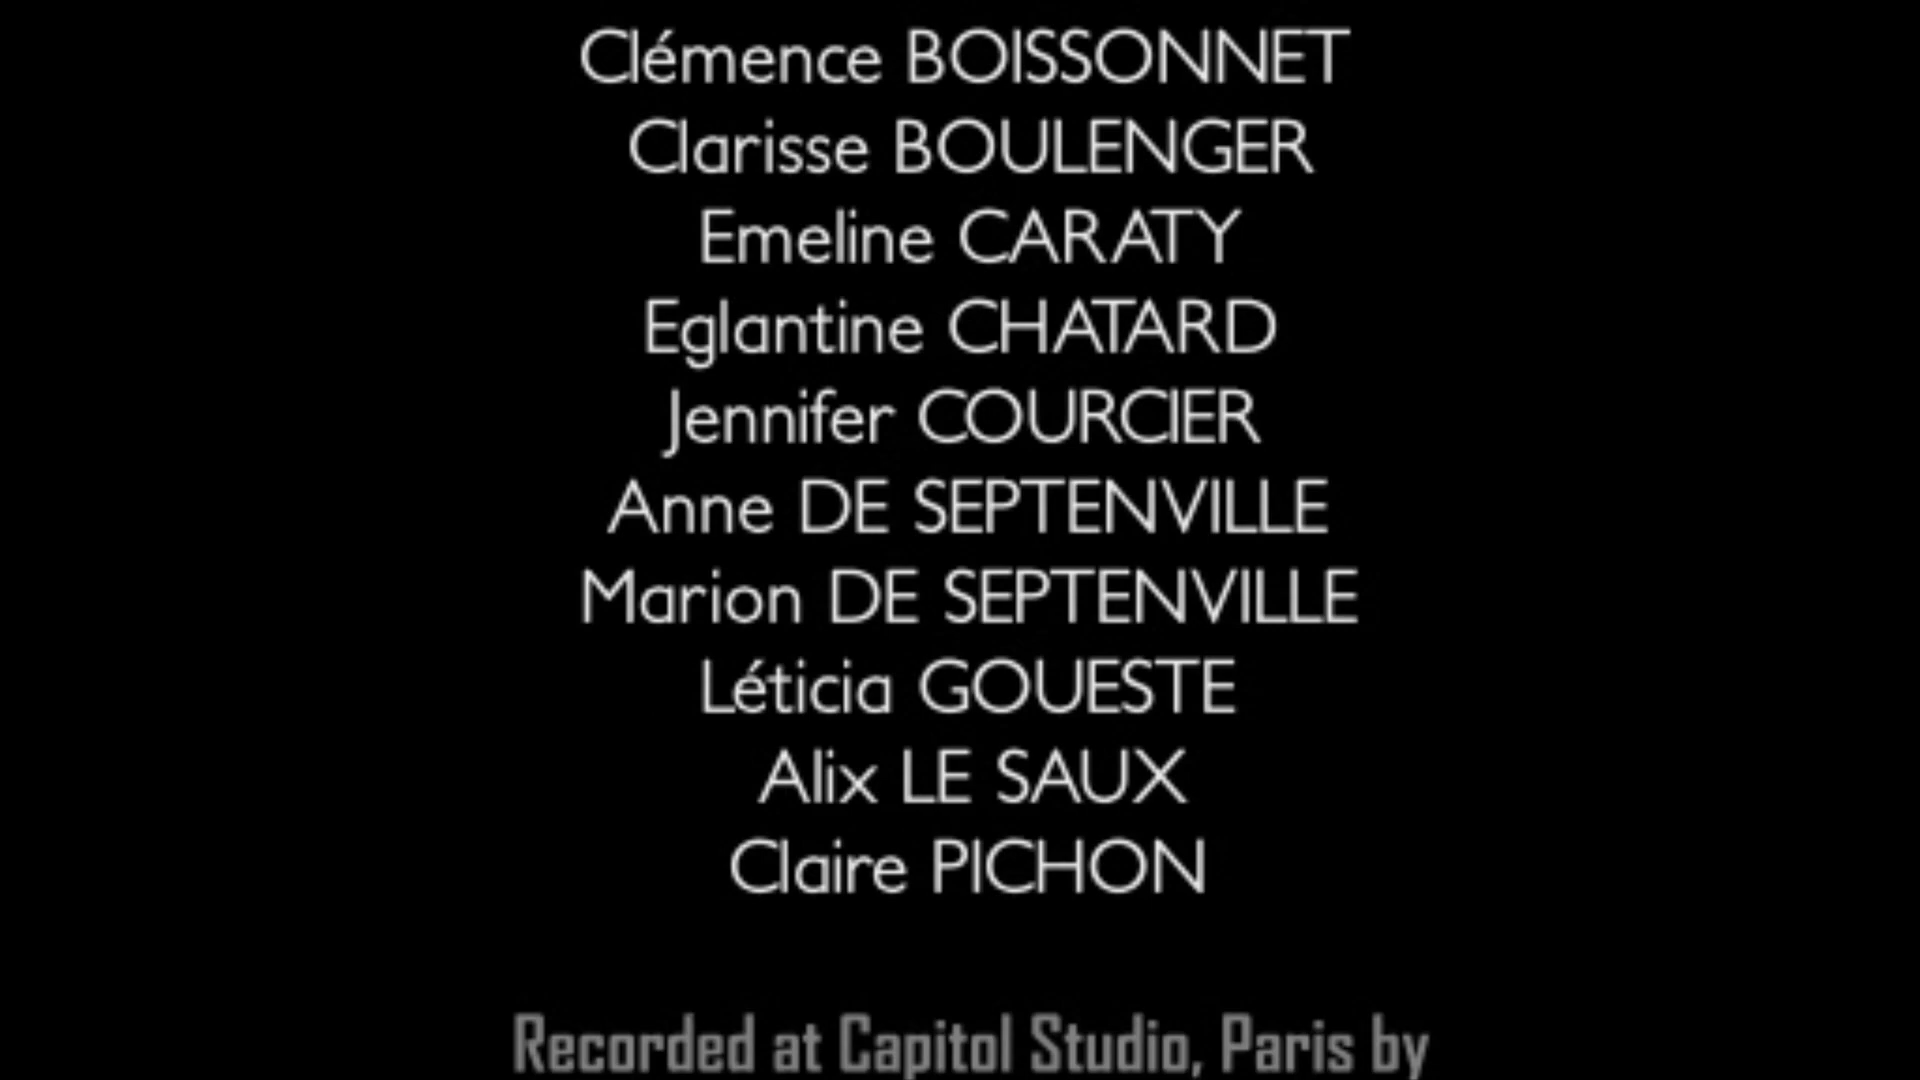 Clémence BOISSONNET
Clarisse BOULENGER
Emeline CARATY
Eglantine CHATARD
Jennifer COURCIER
Anne DE SEPTENVILLE
Marion DE SEPTENVILLE
Léticia GOUESTE
Alix LE SAUX
Claire PICHON
Recorded at Capitol Studio, Paris by